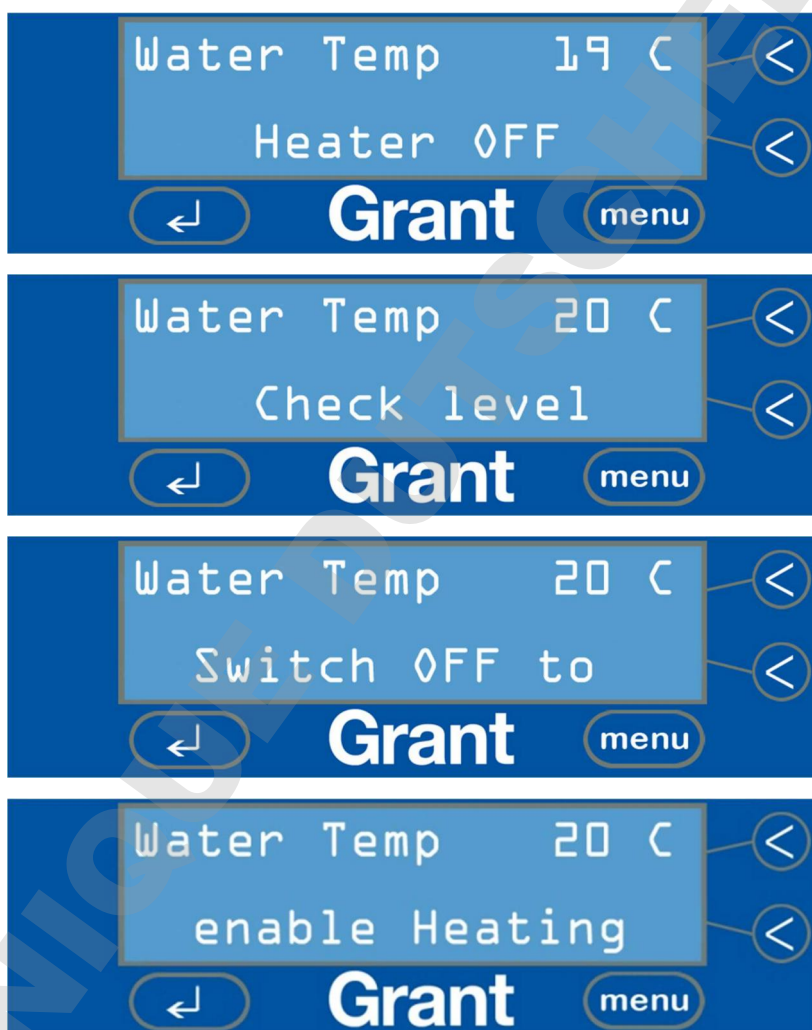 Water Temp 19 C
<
Heater OFF
<
↵ Grant menu
Water Temp 20 C
<
Check level
<
↵ Grant menu
Water Temp 20 C
<
Switch OFF to
<
↵ Grant menu
Water Temp 20 C
<
enable Heating
<
↵ Grant menu